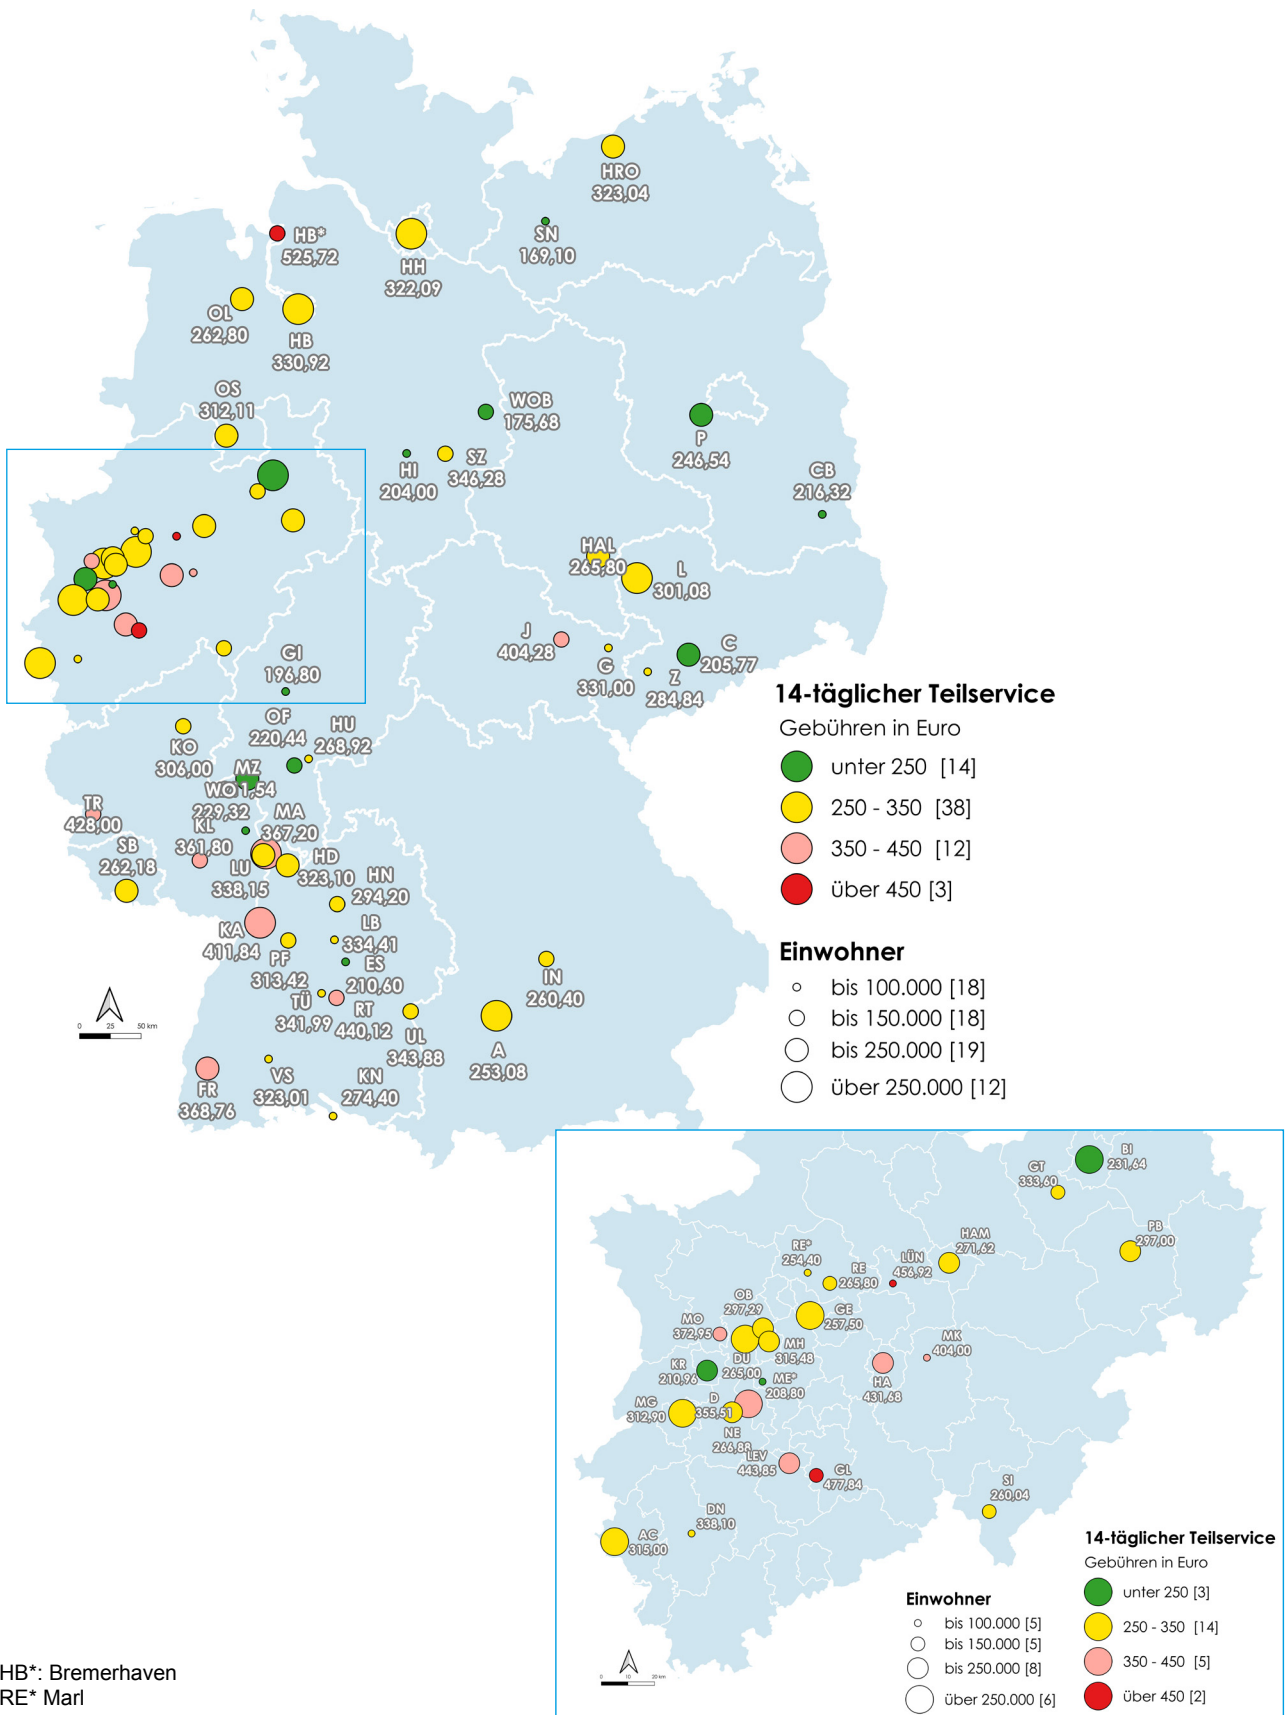 HRO
323,04
SN
169,10
HB*
525,72
HH
322,09
OL
262,80
HB
330,92
OS
312,11
WOB
175,68
P
246,54
HI
204,00
SZ
346,28
CB
216,32
HAL
265,80
L
301,08
J
404,28
G
331,00
C
205,77
Z
284,84
GI
196,80
OF
220,44
HU
268,92
KO
306,00
MZ
1,54
WO
229,32
TR
428,00
KL
361,80
MA
367,20
SB
262,18
LU
338,15
HD
323,10
HN
294,20
KA
411,84
LB
334,41
PF
313,42
ES
210,60
TÜ
341,99
RT
440,12
UL
343,88
IN
260,40
A
253,08
FR
368,76
VS
323,01
KN
274,40
0 25 50 km
14-täglicher Teilservice
Gebühren in Euro
unter 250 [14]
250 - 350 [38]
350 - 450 [12]
über 450 [3]
Einwohner
bis 100.000 [18]
bis 150.000 [18]
bis 250.000 [19]
über 250.000 [12]
BI
231,64
GT
333,60
PB
297,00
HAM
271,62
RE*
254,40
RE
265,80
LÜN
456,92
OB
297,29
GE
257,50
MO
372,95
MH
315,48
MK
404,00
KR
210,96
DU
265,00
ME*
208,80
HA
431,68
MG
312,90
D
355,51
NE
266,88
LEV
443,85
GL
477,84
SI
260,04
DN
338,10
AC
315,00
14-täglicher Teilservice
Gebühren in Euro
unter 250 [3]
250 - 350 [14]
350 - 450 [5]
über 450 [2]
Einwohner
bis 100.000 [5]
bis 150.000 [5]
bis 250.000 [8]
über 250.000 [6]
0 10 20 km
HB*: Bremerhaven
RE* Marl